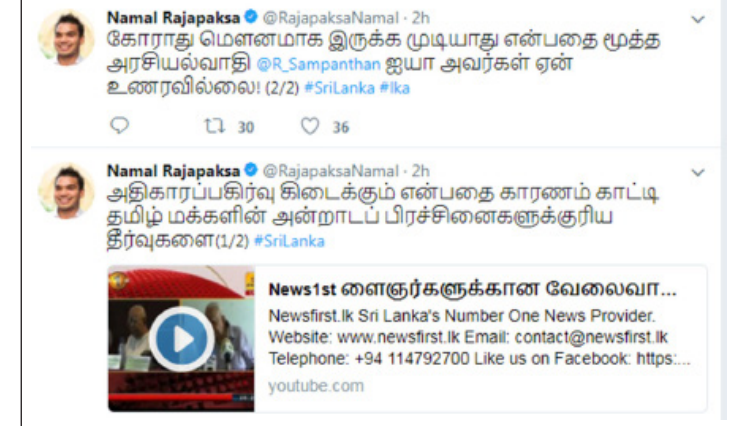 Namal Rajapaksa @RajapaksaNamal · 2h
கோராது மௌனமாக இருக்க முடியாது என்பதை மூத்த
அரசியல்வாதி @R_Sampanthan ஐயா அவர்கள் ஏன்
உணரவில்லை! (2/2) #SriLanka #lka
30 36
Namal Rajapaksa @RajapaksaNamal · 2h
அதிகாரப்பகிர்வு கிடைக்கும் என்பதை காரணம் காட்டி
தமிழ் மக்களின் அன்றாடப் பிரச்சினைகளுக்குரிய
தீர்வுகளை(1/2) #SriLanka
News1st ளைஞர்களுக்கான வேலைவா...
Newsfirst.lk Sri Lanka's Number One News Provider.
Website: www.newsfirst.lk Email: contact@newsfirst.lk
Telephone: +94 114792700 Like us on Facebook: https:...
youtube.com